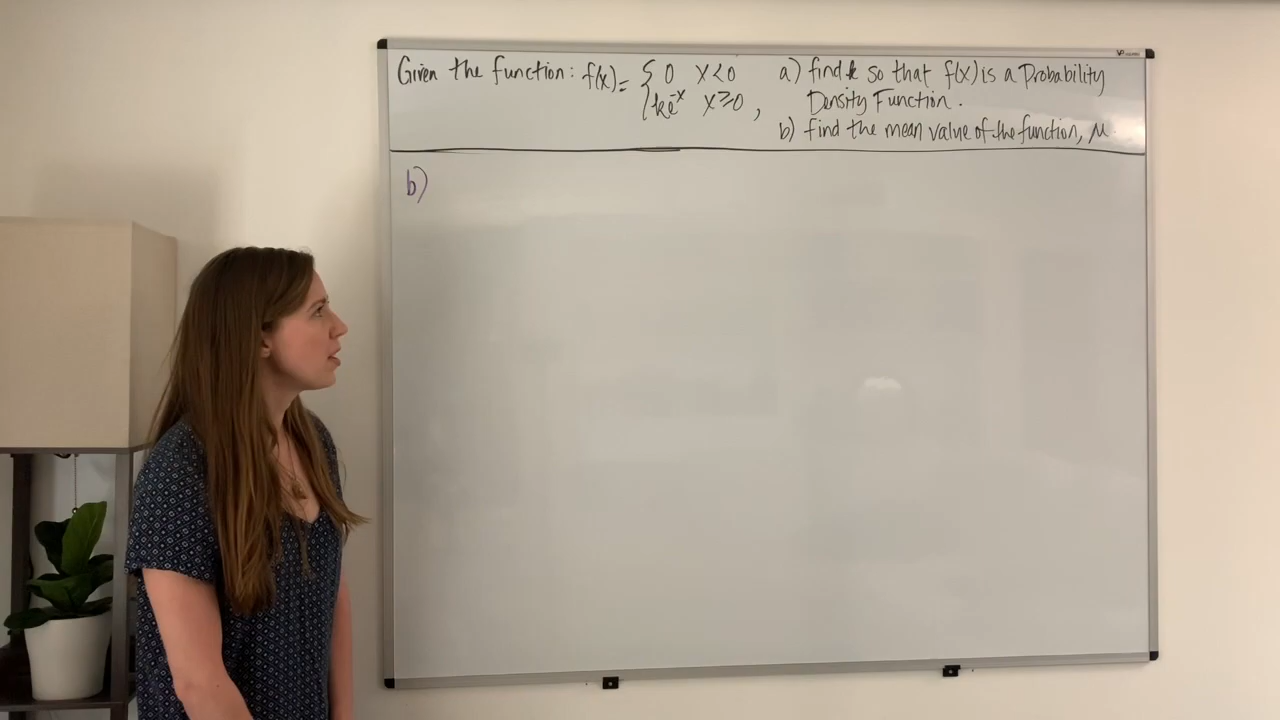 Given the function: f(x) = { 0 x<0
ke^-x x≥0 ,
a) find k so that f(x) is a Probability
Density Function.
b) find the mean value of the function, μ.
b)